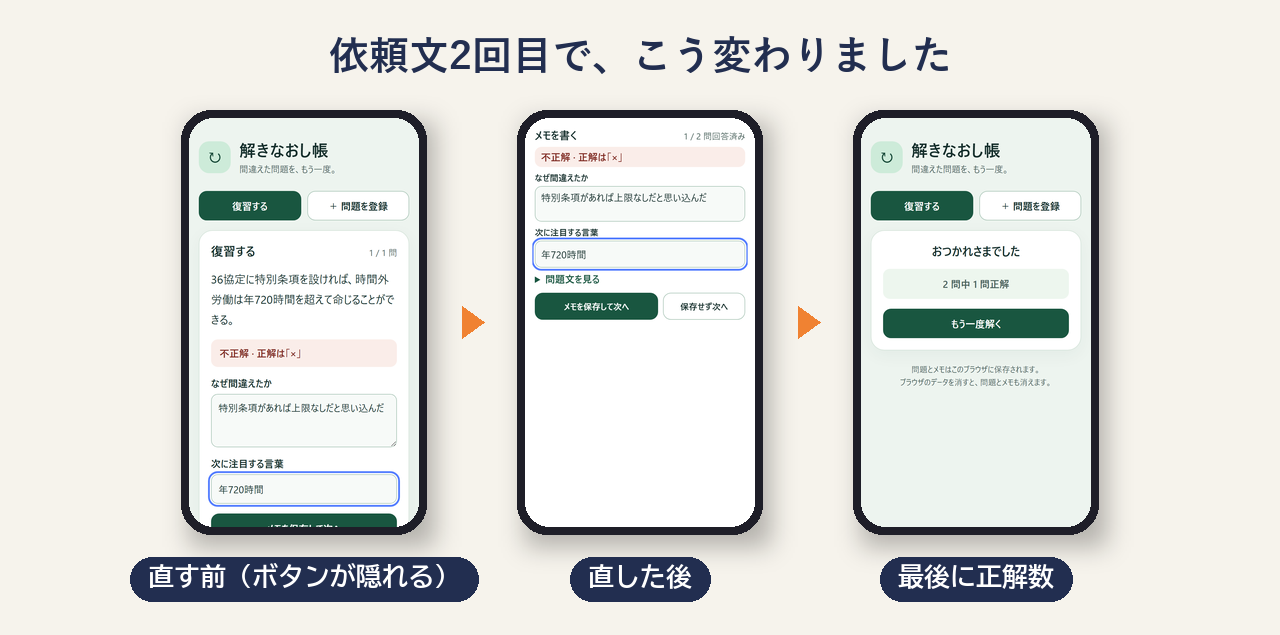 依頼文2回目で、こう変わりました
解きなおし帳
間違えた問題を、もう一度。
復習する
＋ 問題を登録
復習する
1 / 1 問
36協定に特別条項を設ければ、時間外
労働は年720時間を超えて命じることがで
きる。
不正解 · 正解は「×」
なぜ間違えたか
特別条項があれば上限なしだと思い込んだ
次に注目する言葉
年720時間
メモを保存して次へ
直す前（ボタンが隠れる）
メモを書く
1 / 2 問回答済み
不正解 · 正解は「×」
なぜ間違えたか
特別条項があれば上限なしだと思い込んだ
次に注目する言葉
年720時間
▶ 問題文を見る
メモを保存して次へ
保存せず次へ
直した後
解きなおし帳
間違えた問題を、もう一度。
復習する
＋ 問題を登録
おつかれさまでした
2 問中 1 問正解
もう一度解く
問題とメモはこのブラウザに保存されます。
ブラウザのデータを消すと、問題とメモも消えます。
最後に正解数